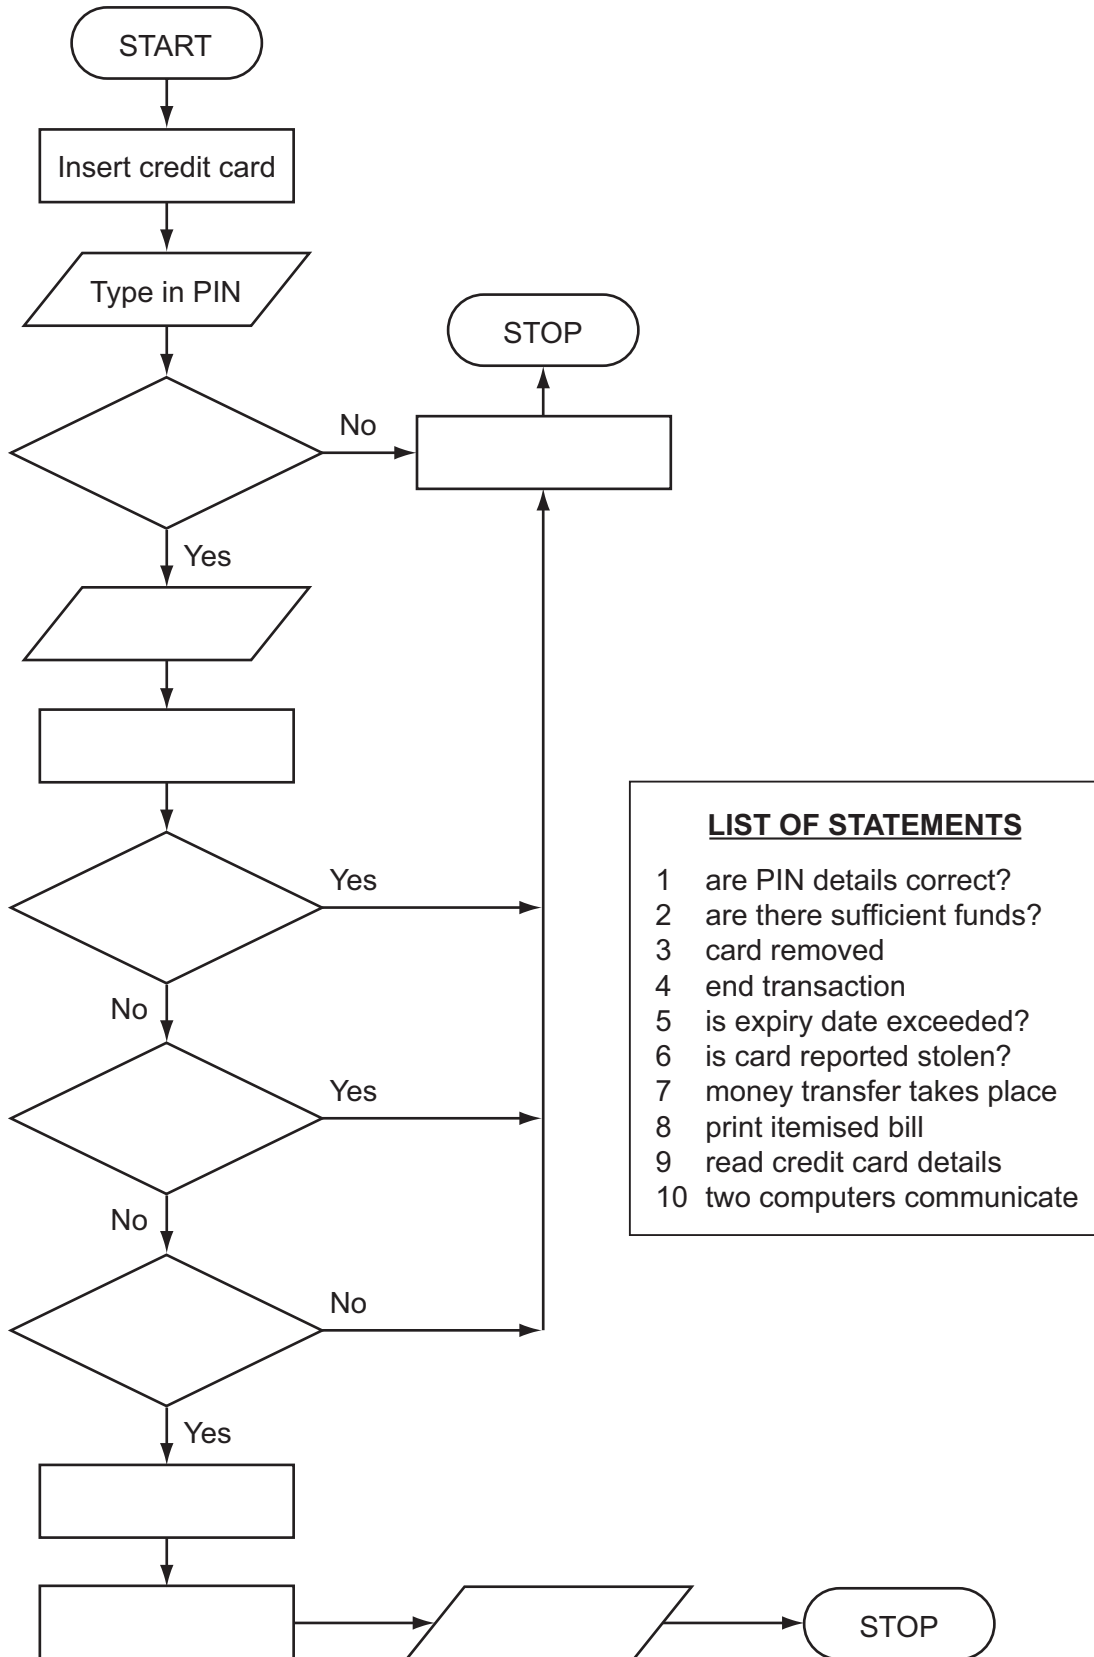 START
Insert credit card
Type in PIN
STOP
No
Yes
Yes
No
Yes
No
No
Yes
STOP
LIST OF STATEMENTS
1 are PIN details correct?
2 are there sufficient funds?
3 card removed
4 end transaction
5 is expiry date exceeded?
6 is card reported stolen?
7 money transfer takes place
8 print itemised bill
9 read credit card details
10 two computers communicate